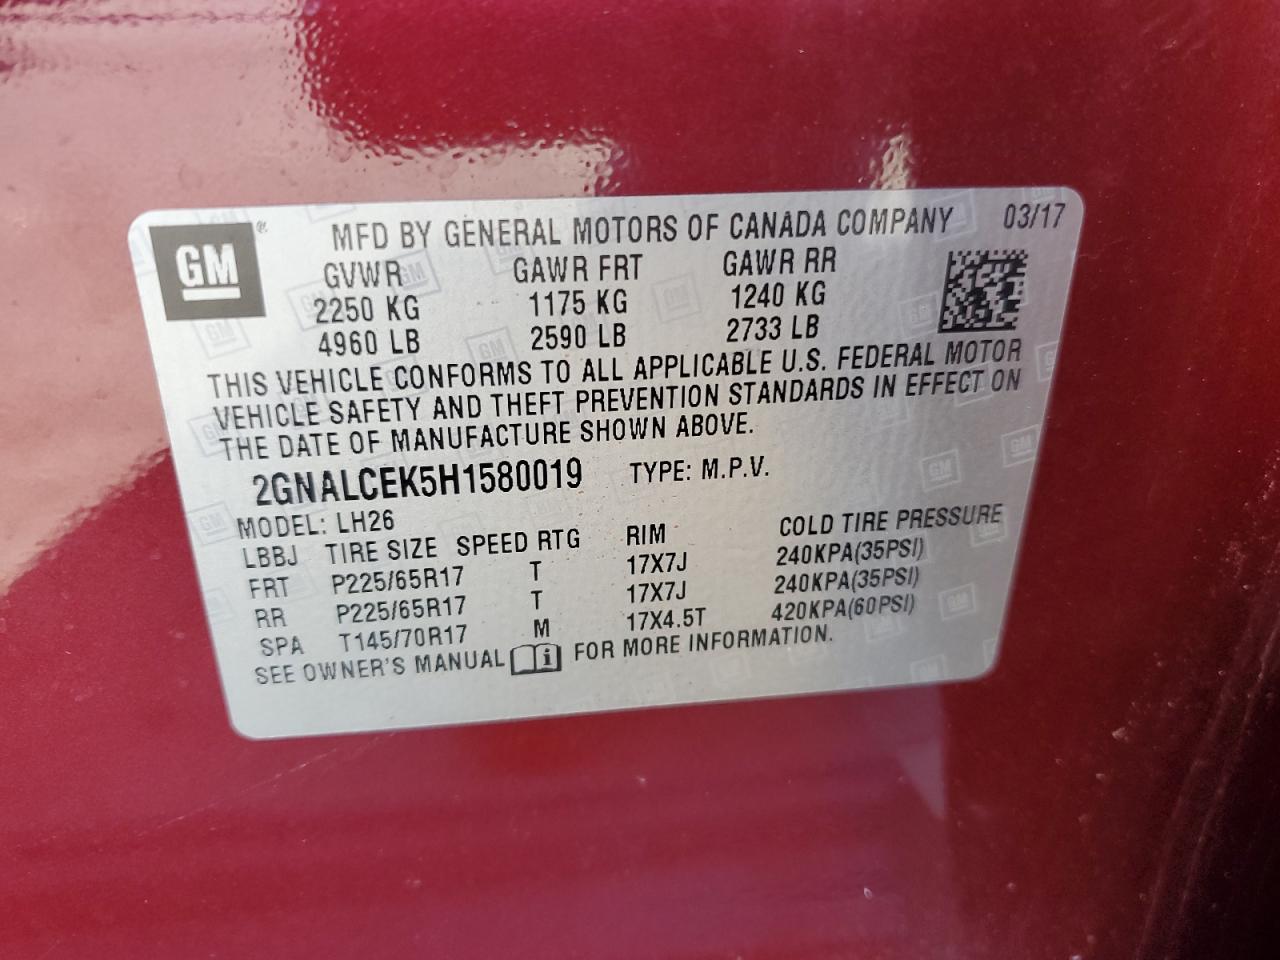 GM ® MFD BY GENERAL MOTORS OF CANADA COMPANY 03/17
GVWR GAWR FRT GAWR RR
2250 KG 1175 KG 1240 KG
4960 LB 2590 LB 2733 LB
THIS VEHICLE CONFORMS TO ALL APPLICABLE U.S. FEDERAL MOTOR
VEHICLE SAFETY AND THEFT PREVENTION STANDARDS IN EFFECT ON
THE DATE OF MANUFACTURE SHOWN ABOVE.
2GNALCEK5H1580019 TYPE: M.P.V.
MODEL: LH26
LBBJ TIRE SIZE SPEED RTG RIM COLD TIRE PRESSURE
FRT P225/65R17 T 17X7J 240KPA(35PSI)
RR P225/65R17 T 17X7J 240KPA(35PSI)
SPA T145/70R17 M 17X4.5T 420KPA(60PSI)
SEE OWNER'S MANUAL i FOR MORE INFORMATION.